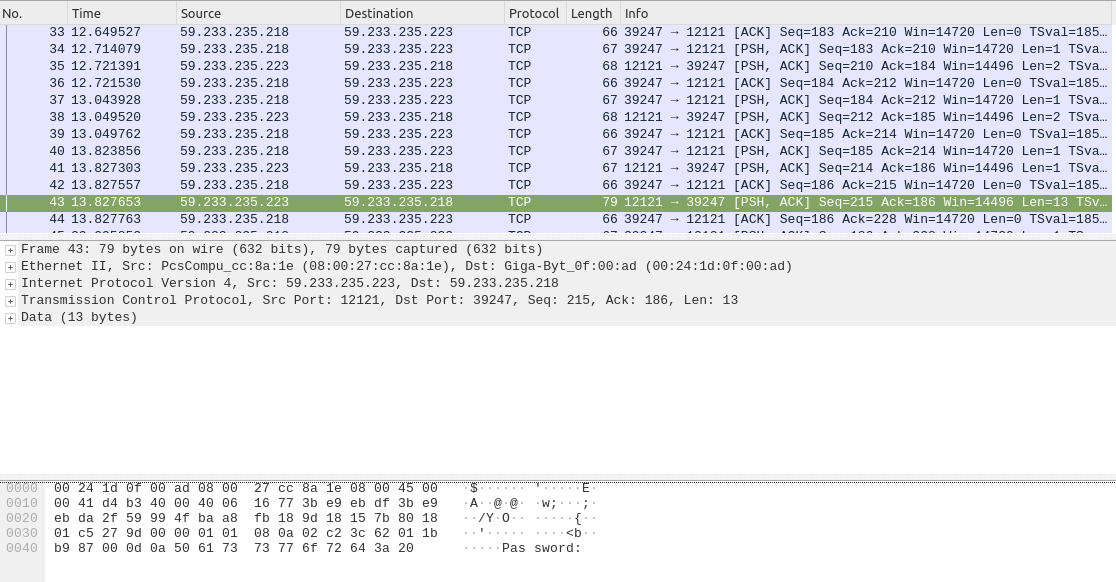 No. Time Source Destination Protocol Length Info
33 12.649527 59.233.235.218 59.233.235.223 TCP 66 39247 → 12121 [ACK] Seq=183 Ack=210 Win=14720 Len=0 TSval=185…
34 12.714079 59.233.235.218 59.233.235.223 TCP 67 39247 → 12121 [PSH, ACK] Seq=183 Ack=210 Win=14720 Len=1 TSva…
35 12.721391 59.233.235.223 59.233.235.218 TCP 68 12121 → 39247 [PSH, ACK] Seq=210 Ack=184 Win=14496 Len=2 TSva…
36 12.721530 59.233.235.218 59.233.235.223 TCP 66 39247 → 12121 [ACK] Seq=184 Ack=212 Win=14720 Len=0 TSval=185…
37 13.043928 59.233.235.218 59.233.235.223 TCP 67 39247 → 12121 [PSH, ACK] Seq=184 Ack=212 Win=14720 Len=1 TSva…
38 13.049520 59.233.235.223 59.233.235.218 TCP 68 12121 → 39247 [PSH, ACK] Seq=212 Ack=185 Win=14496 Len=2 TSva…
39 13.049762 59.233.235.218 59.233.235.223 TCP 66 39247 → 12121 [ACK] Seq=185 Ack=214 Win=14720 Len=0 TSval=185…
40 13.823856 59.233.235.218 59.233.235.223 TCP 67 39247 → 12121 [PSH, ACK] Seq=185 Ack=214 Win=14720 Len=1 TSva…
41 13.827303 59.233.235.223 59.233.235.218 TCP 67 12121 → 39247 [PSH, ACK] Seq=214 Ack=186 Win=14496 Len=1 TSva…
42 13.827557 59.233.235.218 59.233.235.223 TCP 66 39247 → 12121 [ACK] Seq=186 Ack=215 Win=14720 Len=0 TSval=185…
43 13.827653 59.233.235.223 59.233.235.218 TCP 79 12121 → 39247 [PSH, ACK] Seq=215 Ack=186 Win=14496 Len=13 TSv…
44 13.827763 59.233.235.218 59.233.235.223 TCP 66 39247 → 12121 [ACK] Seq=186 Ack=228 Win=14720 Len=0 TSval=185…
Frame 43: 79 bytes on wire (632 bits), 79 bytes captured (632 bits)
Ethernet II, Src: PcsCompu_cc:8a:1e (08:00:27:cc:8a:1e), Dst: Giga-Byt_0f:00:ad (00:24:1d:0f:00:ad)
Internet Protocol Version 4, Src: 59.233.235.223, Dst: 59.233.235.218
Transmission Control Protocol, Src Port: 12121, Dst Port: 39247, Seq: 215, Ack: 186, Len: 13
Data (13 bytes)
0000 00 24 1d 0f 00 ad 08 00 27 cc 8a 1e 08 00 45 00 ·$······ '·····E·
0010 00 41 d4 b3 40 00 40 06 16 77 3b e9 eb df 3b e9 ·A··@·@· ·w;···;·
0020 eb da 2f 59 99 4f ba a8 fb 18 9d 18 15 7b 80 18 ··/Y·O·· ·····{··
0030 01 c5 27 9d 00 00 01 01 08 0a 02 c2 3c 62 01 1b ··'····· ····<b··
0040 b9 87 00 0d 0a 50 61 73 73 77 6f 72 64 3a 20 ·····Pas sword: